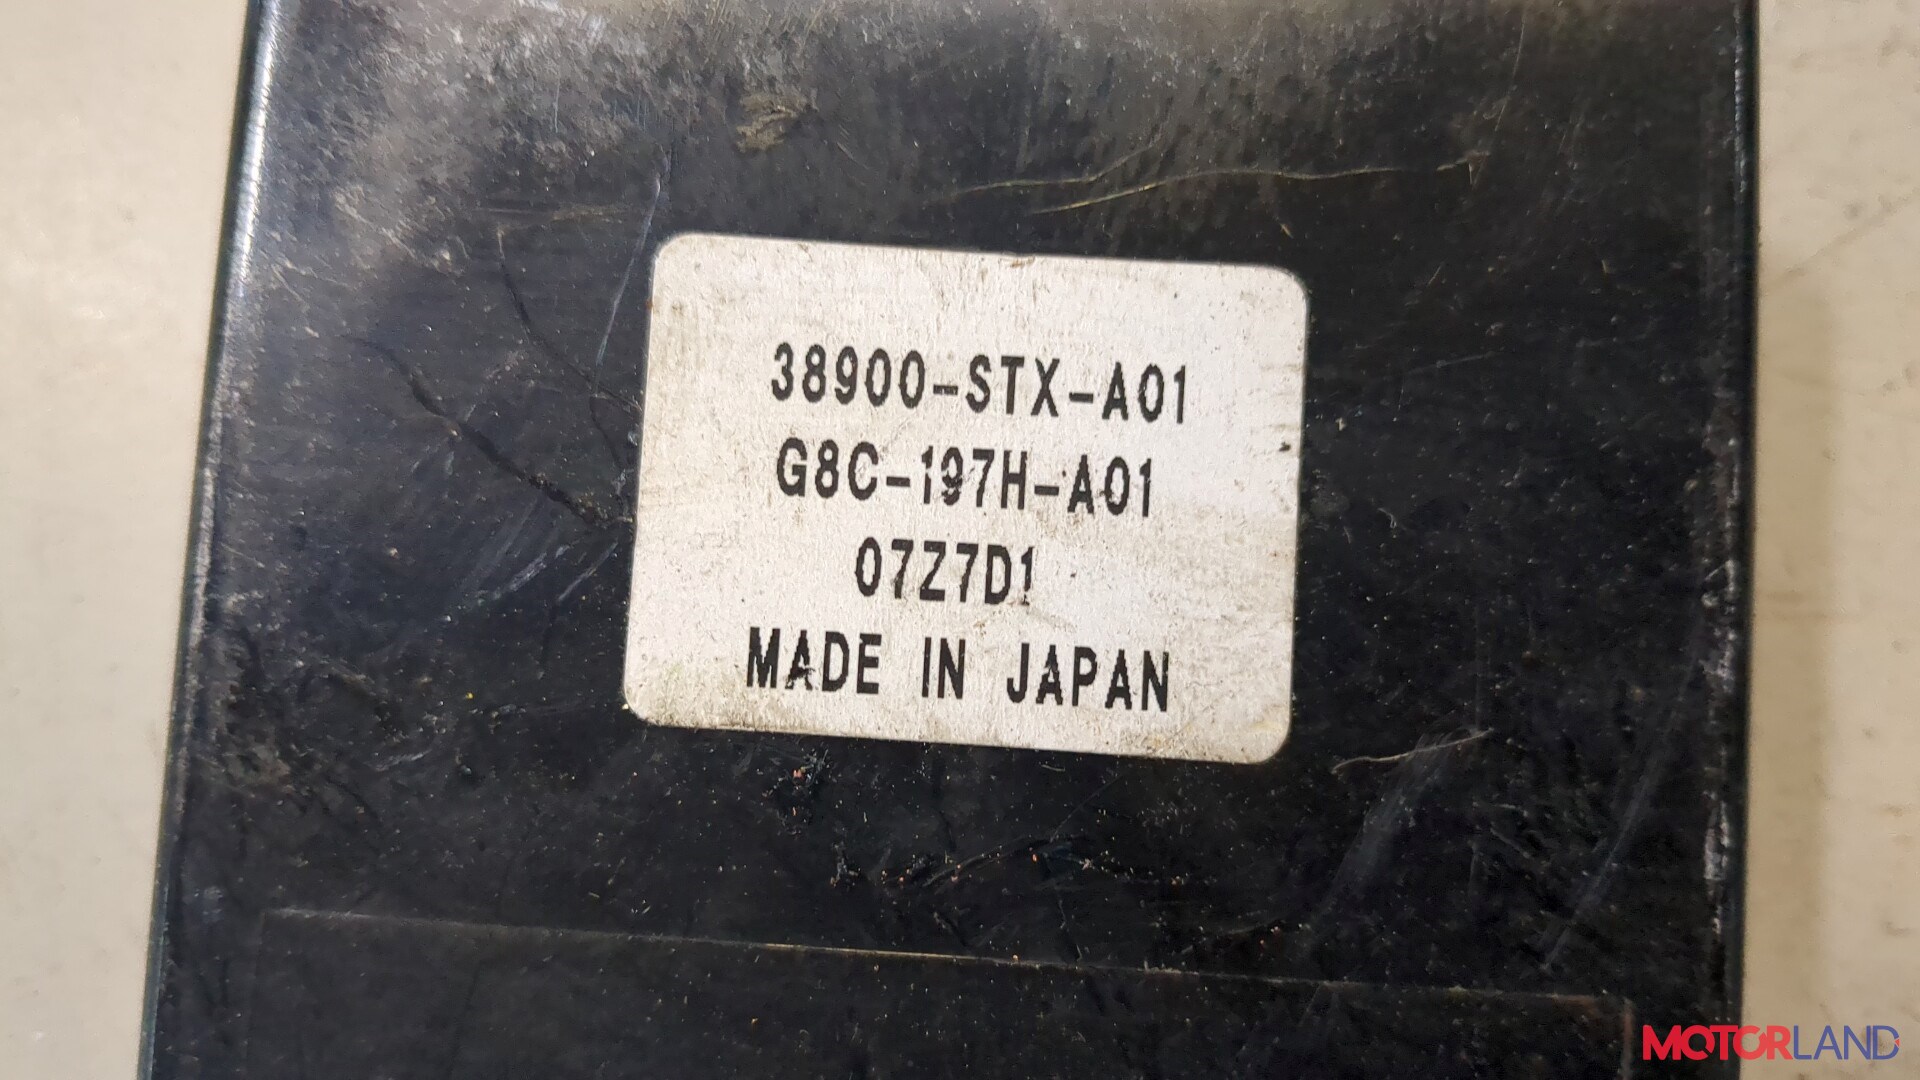 38900-STX-A01
G8C-197H-A01
07Z7D1
MADE IN JAPAN
MOTORLAND